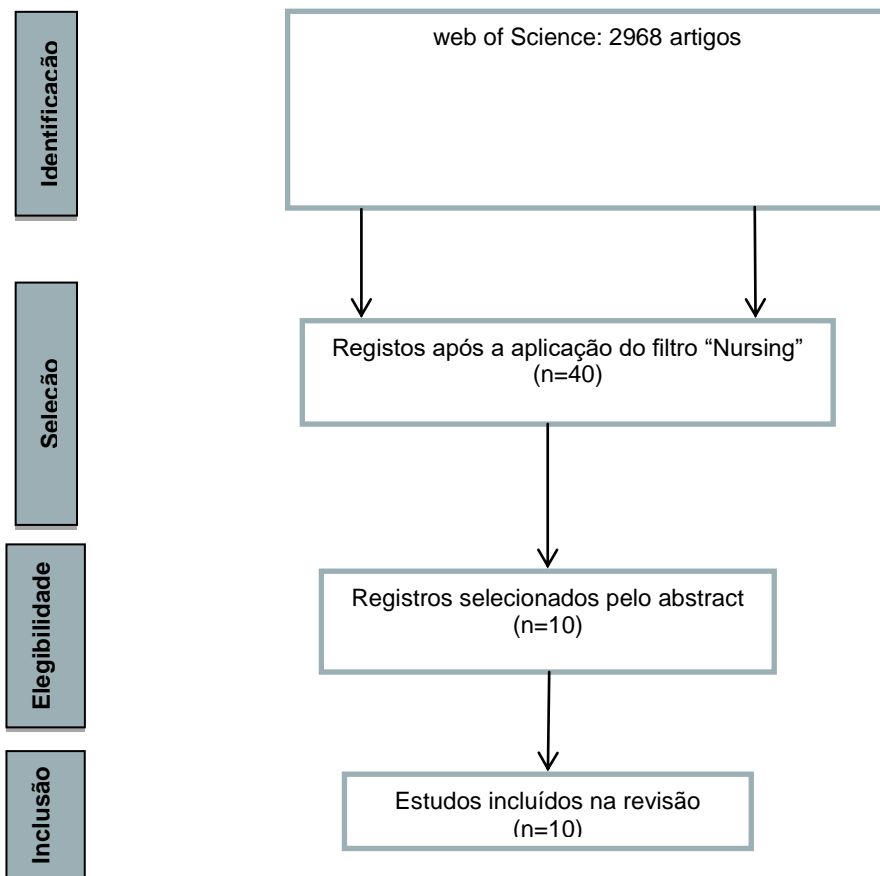 Identificação
web of Science: 2968 artigos
Seleção
Registos após a aplicação do filtro “Nursing”
(n=40)
Elegibilidade
Registros selecionados pelo abstract
(n=10)
Inclusão
Estudos incluídos na revisão
(n=10)